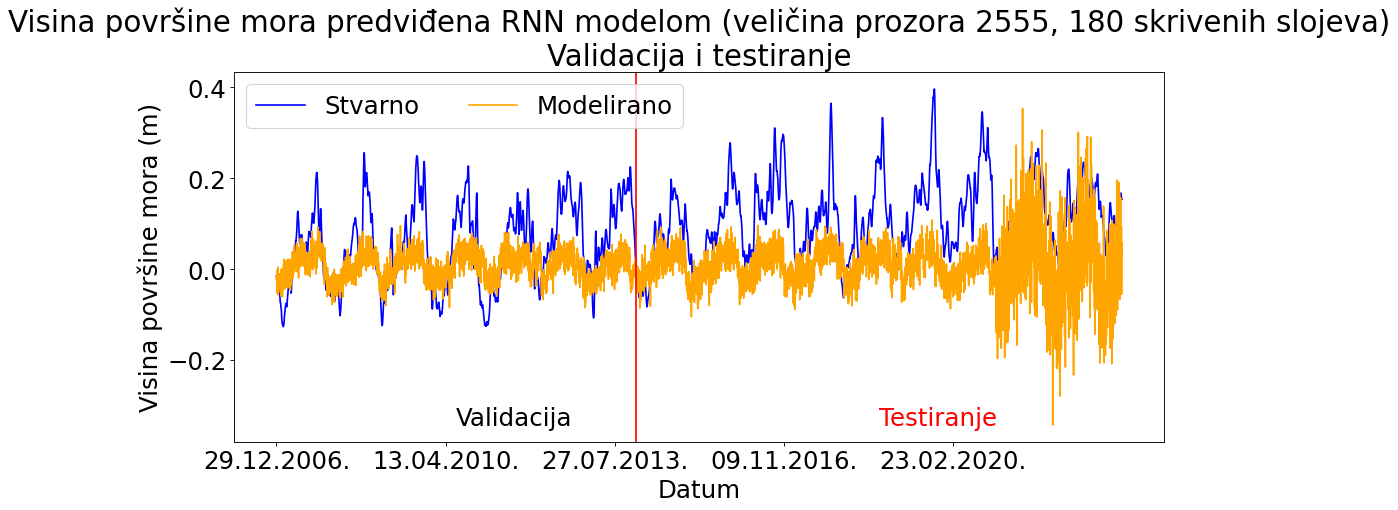 Visina površine mora predviđena RNN modelom (veličina prozora 2555, 180 skrivenih slojeva)
Validacija i testiranje
Stvarno
Modelirano
Visina površine mora (m)
0.4
0.2
0.0
−0.2
Validacija
Testiranje
29.12.2006.
13.04.2010.
27.07.2013.
09.11.2016.
23.02.2020.
Datum